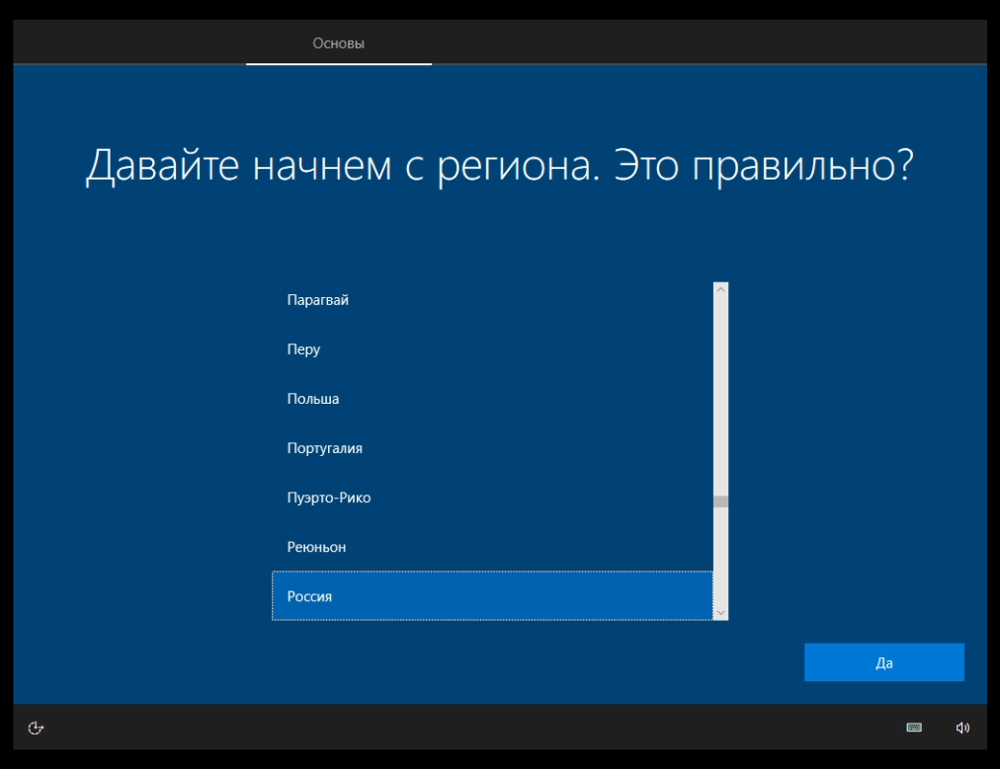 Основы
Давайте начнем с региона. Это правильно?
Парагвай
Перу
Польша
Португалия
Пуэрто-Рико
Реюньон
Россия
Да